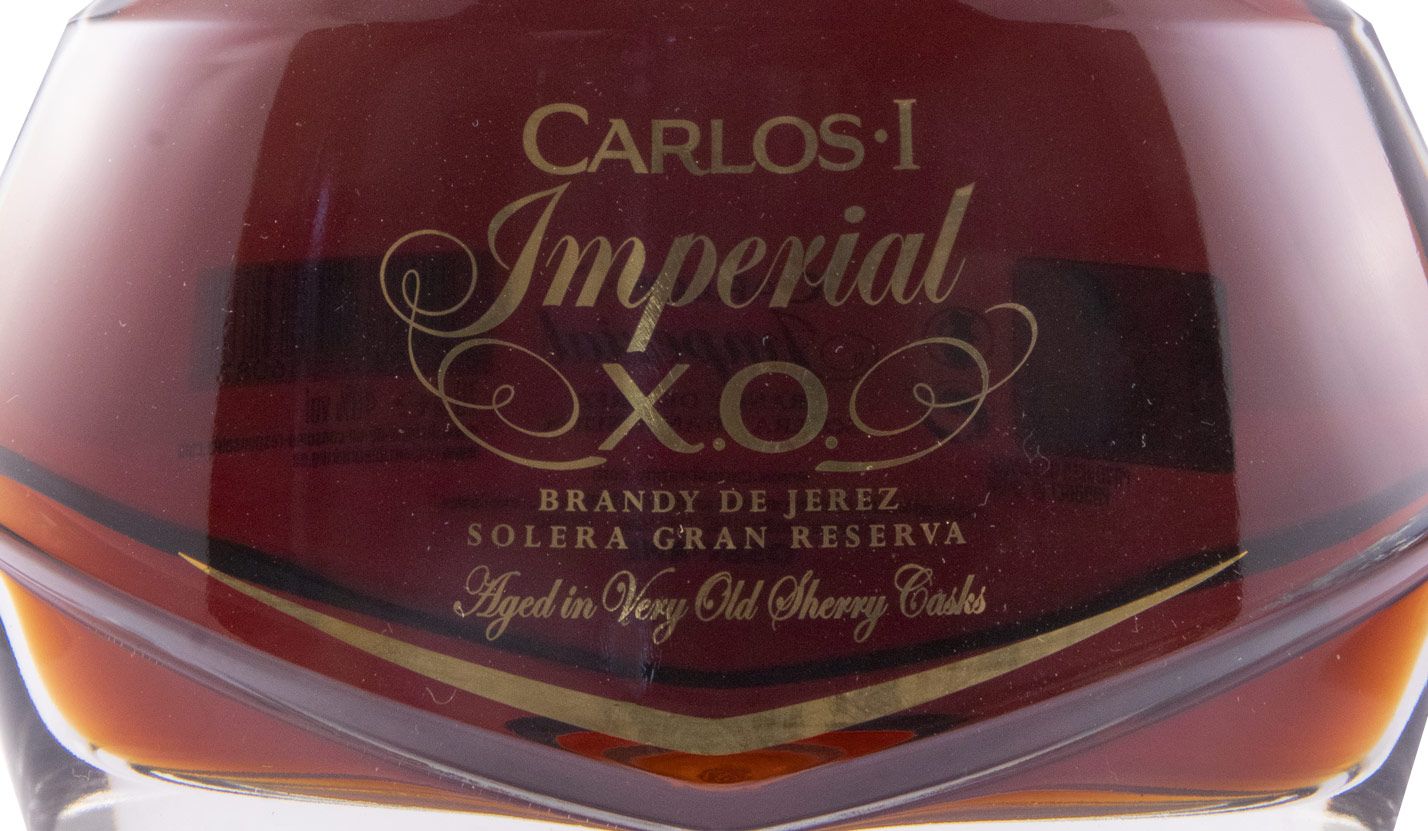 CARLOS·I
Imperial
X.O.
BRANDY DE JEREZ
SOLERA GRAN RESERVA
Aged in Very Old Sherry Casks